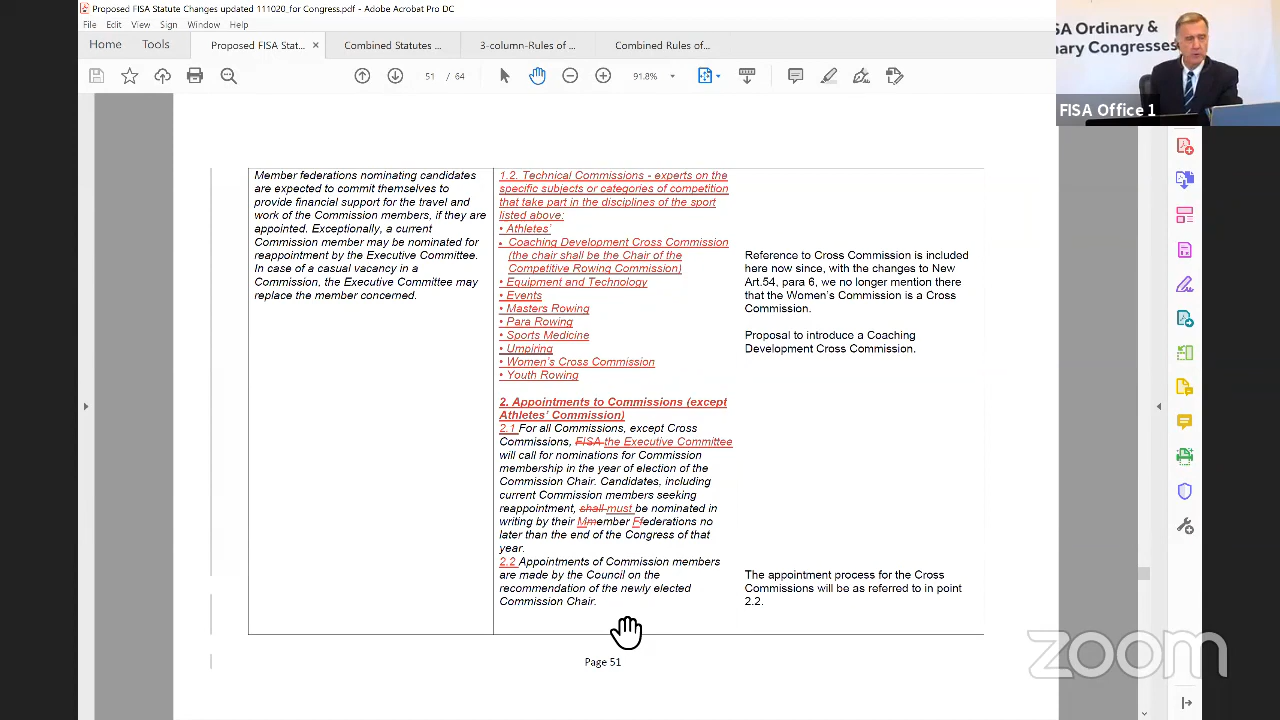 Proposed FISA Statute Changes updated 111020_for Congress.pdf - Adobe Acrobat Pro DC
File Edit View Sign Window Help
Home Tools Proposed FISA Stat... × Combined Statutes ... 3-column-Rules of ... Combined Rules of...
51 / 64 91.8%
SA Ordinary &
nary Congresses
FISA Office 1
Member federations nominating candidates
are expected to commit themselves to
provide financial support for the travel and
work of the Commission members, if they are
appointed. Exceptionally, a current
Commission member may be nominated for
reappointment by the Executive Committee.
In case of a casual vacancy in a
Commission, the Executive Committee may
replace the member concerned.
1.2. Technical Commissions - experts on the
specific subjects or categories of competition
that take part in the disciplines of the sport
listed above:
• Athletes’
• Coaching Development Cross Commission
(the chair shall be the Chair of the
Competitive Rowing Commission)
• Equipment and Technology
• Events
• Masters Rowing
• Para Rowing
• Sports Medicine
• Umpiring
• Women’s Cross Commission
• Youth Rowing
2. Appointments to Commissions (except
Athletes’ Commission)
2.1 For all Commissions, except Cross
Commissions, FISA the Executive Committee
will call for nominations for Commission
membership in the year of election of the
Commission Chair. Candidates, including
current Commission members seeking
reappointment, shall must be nominated in
writing by their Mmember Ffederations no
later than the end of the Congress of that
year.
2.2 Appointments of Commission members
are made by the Council on the
recommendation of the newly elected
Commission Chair.
Reference to Cross Commission is included
here now since, with the changes to New
Art.54, para 6, we no longer mention there
that the Women’s Commission is a Cross
Commission.
Proposal to introduce a Coaching
Development Cross Commission.
The appointment process for the Cross
Commissions will be as referred to in point
2.2.
Page 51
zoom